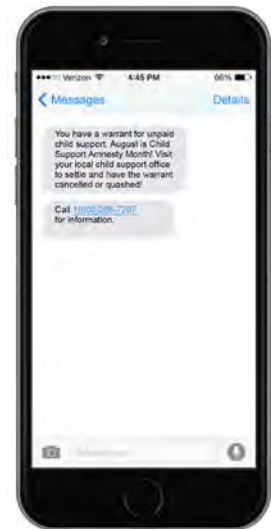 Verizon 4:45 PM 66%
Messages Details
You have a warrant for unpaid
child support. August is Child
Support Amnesty Month! Visit
your local child support office
to settle and have the warrant
cancelled or quashed!
Call
for information.